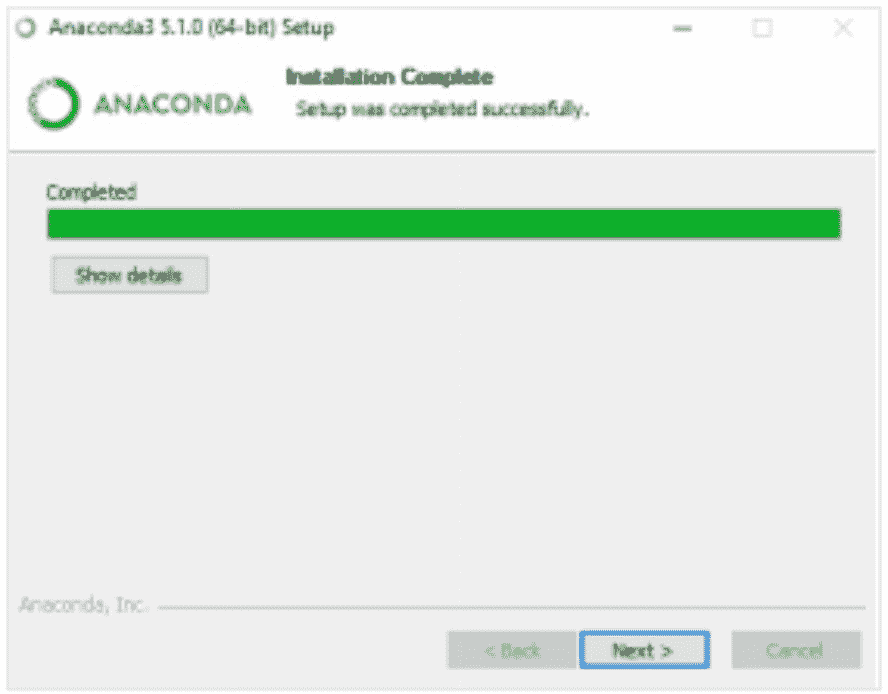 Anaconda3 5.1.0 (64-bit) Setup
ANACONDA
Installation Complete
Setup was completed successfully.
Completed
Show details
Anaconda, Inc.
< Back
Next >
Cancel